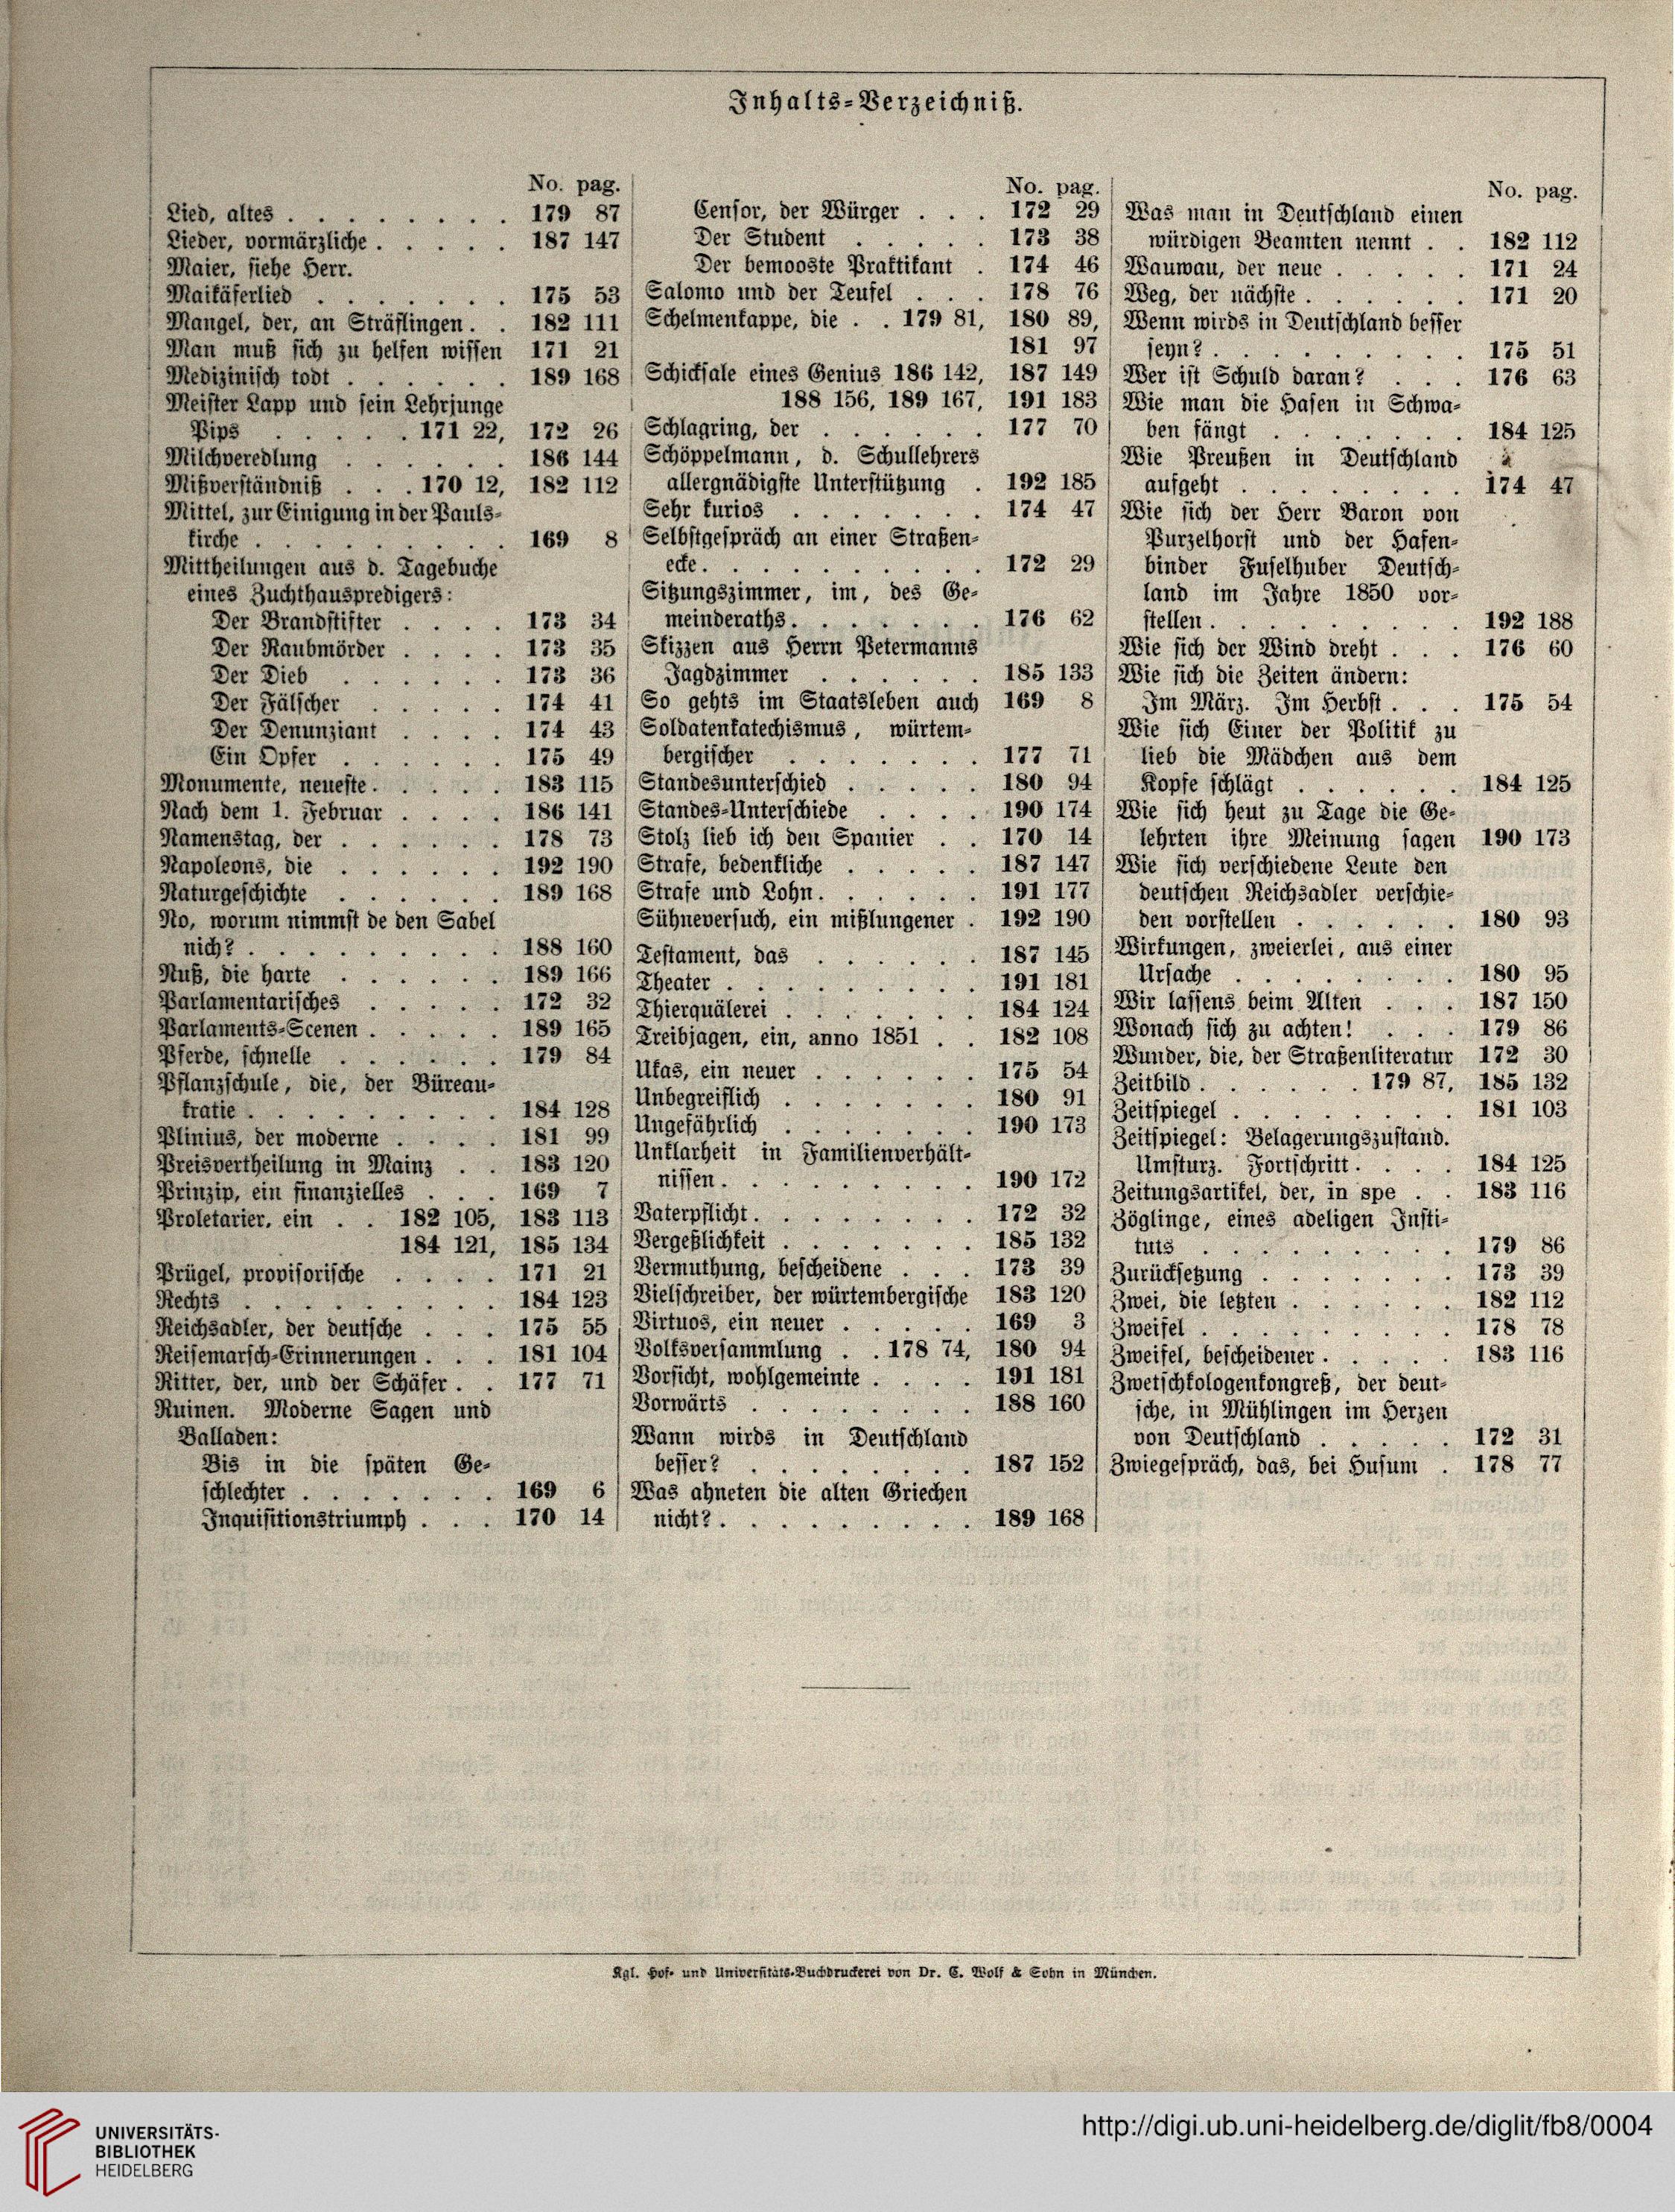 Inhalts-Verzeichniß.
No. pag.
Lied, altes . . . . . . . . 179 87
Lieder, vormärzliche . . . . . 187 147
Maier, siehe Herr.
Maikäferlied . . . . . . . 175 53
Mangel, der, an Sträflingen . . 182 111
Man muß sich zu helfen wissen 171 21
Medizinisch todt . . . . . . 189 168
Meister Lapp und sein Lehrjunge
Pips . . . . . 171 22, 172 26
Milchveredlung . . . . . . 186 144
Mißverständniß . . . 170 12, 182 112
Mittel, zur Einigung in der Pauls-
kirche . . . . . . . . . 169 8
Mittheilungen aus d. Tagebuche
eines Zuchthauspredigers:
Der Brandstifter . . . . 173 34
Der Raubmörder . . . . 173 35
Der Dieb . . . . . . 173 36
Der Fälscher . . . . . 174 41
Der Denunziant . . . . 174 43
Ein Opfer . . . . . . 175 49
Monumente, neueste . . . . . 183 115
Nach dem 1. Februar . . . . 186 141
Namenstag, der . . . . . . 178 73
Napoleons, die . . . . . . 192 190
Naturgeschichte . . . . . . 189 168
No, worum nimmst de den Sabel
nich? . . . . . . . . . 188 160
Nuß, die harte . . . . . . 189 166
Parlamentarisches . . . . . 172 32
Parlaments-Scenen . . . . . 189 165
Pferde, schnelle . . . . . . 179 84
Pflanzschule, die, der Büreau-
kratie . . . . . . . . . 184 128
Plinius, der moderne . . . . 181 99
Preisvertheilung in Mainz . . 183 120
Prinzip, ein finanzielles . . . 169 7
Proletarier, ein . . 182 105, 183 113
184 121, 185 134
Prügel, provisorische . . . . 171 21
Rechts . . . . . . . . . 184 123
Reichsadler, der deutsche . . . 175 55
Reisemarsch-Erinnerungen . . . 181 104
Ritter, der, und der Schäfer . . 177 71
Ruinen. Moderne Sagen und
Balladen:
Bis in die späten Ge-
schlechter . . . . . . . 169 6
Inquisitionstriumph . . . 170 14
No. pag.
Censor, der Würger . . . 172 29
Der Student . . . . . 173 38
Der bemooste Praktikant . 174 46
Salomo und der Teufel . . . 178 76
Schelmenkappe, die . . 179 81, 180 89,
181 97
Schicksale eines Genius 186 142, 187 149
188 156, 189 167, 191 183
Schlagring, der . . . . . . 177 70
Schöppelmann, d. Schullehrers
allergnädigste Unterstützung . 192 185
Sehr kurios . . . . . . . 174 47
Selbstgespräch an einer Straßen-
ecke . . . . . . . . . . 172 29
Sitzungszimmer, im, des Ge-
meinderaths . . . . . . . 176 62
Skizzen aus Herrn Petermanns
Jagdzimmer . . . . . . 185 133
So gehts im Staatsleben auch 169 8
Soldatenkatechismus, würtem-
bergischer . . . . . . . 177 71
Standesunterschied . . . . . 180 94
Standes-Unterschiede . . . . 190 174
Stolz lieb ich den Spanier . . 170 14
Strafe, bedenkliche . . . . . 187 147
Strafe und Lohn . . . . . . 191 177
Sühneversuch, ein mißlungener . 192 190
Testament, das . . . . . . 187 145
Theater . . . . . . . . . 191 181
Thierquälerei . . . . . . . 184 124
Treibjagen, ein, anno 1851 . . 182 108
Ukas, ein neuer . . . . . . 175 54
Unbegreiflich . . . . . . . 180 91
Ungefährlich . . . . . . . 190 173
Unklarheit in Familienverhält-
nissen . . . . . . . . . 190 172
Vaterpflicht . . . . . . . . 172 32
Vergeßlichkeit . . . . . . . 185 132
Vermuthung, bescheidene . . . 173 39
Vielschreiber, der würtembergische 183 120
Virtuos, ein neuer . . . . . 169 3
Volksversammlung . . 178 74, 180 94
Vorsicht, wohlgemeinte . . . . 191 181
Vorwärts . . . . . . . . 188 160
Wann wirds in Deutschland
besser? . . . . . . . . 187 152
Was ahneten die alten Griechen
nicht? . . . . . . . . . 189 168
No. pag.
Was man in Deutschland einen
würdigen Beamten nennt . . 182 112
Wauwau, der neue . . . . . 171 24
Weg, der nächste . . . . . . 171 20
Wenn wirds in Deutschland besser
seyn? . . . . . . . . . 175 51
Wer ist Schuld daran? . . . 176 63
Wie man die Hasen in Schwa-
ben fängt . . . . . . . 184 125
Wie Preußen in Deutschland
aufgeht . . . . . . . . 174 47
Wie sich der Herr Baron von
Purzelhorst und der Hafen-
binder Fuselhuber Deutsch-
land im Jahre 1850 vor-
stellen . . . . . . . . . 192 188
Wie sich der Wind dreht . . . 176 60
Wie sich die Zeiten ändern:
Im März. Im Herbst . . . 175 54
Wie sich Einer der Politik zu
lieb die Mädchen aus dem
Kopfe schlägt . . . . . . 184 125
Wie sich heut zu Tage die Ge-
lehrten ihre Meinung sagen 190 173
Wie sich verschiedene Leute den
deutschen Reichsadler verschie-
den vorstellen . . . . . . 180 93
Wirkungen, zweierlei, aus einer
Ursache . . . . . . . . 180 95
Wir lassens beim Alten . . . 187 150
Wonach sich zu achten! . . . 179 86
Wunder, die, der Straßenliteratur 172 30
Zeitbild . . . . . . 179 87, 185 132
Zeitspiegel . . . . . . . . 181 103
Zeitspiegel: Belagerungszustand.
Umsturz. Fortschritt . . . . 184 125
Zeitungsartikel, der, in spe . . 183 116
Zöglinge, eines adeligen Insti-
tuts . . . . . . . . . 179 86
Zurücksetzung . . . . . . . 173 39
Zwei, die letzten . . . . . . 182 112
Zweifel . . . . . . . . . 178 78
Zweifel, bescheidener . . . . . 183 116
Zwetschkologenkongreß, der deut-
sche, in Mühlingen im Herzen
von Deutschland . . . . . 172 31
Zwiegespräch, das, bei Husum . 178 77
Kgl. Hof- und Universitäts-Buchdruckerei von Dr. C. Wolf & Sohn in München.
UNIVERSITÄTS-
BIBLIOTHEK
HEIDELBERG
http://digi.ub.uni-heidelberg.de/diglit/fb8/0004